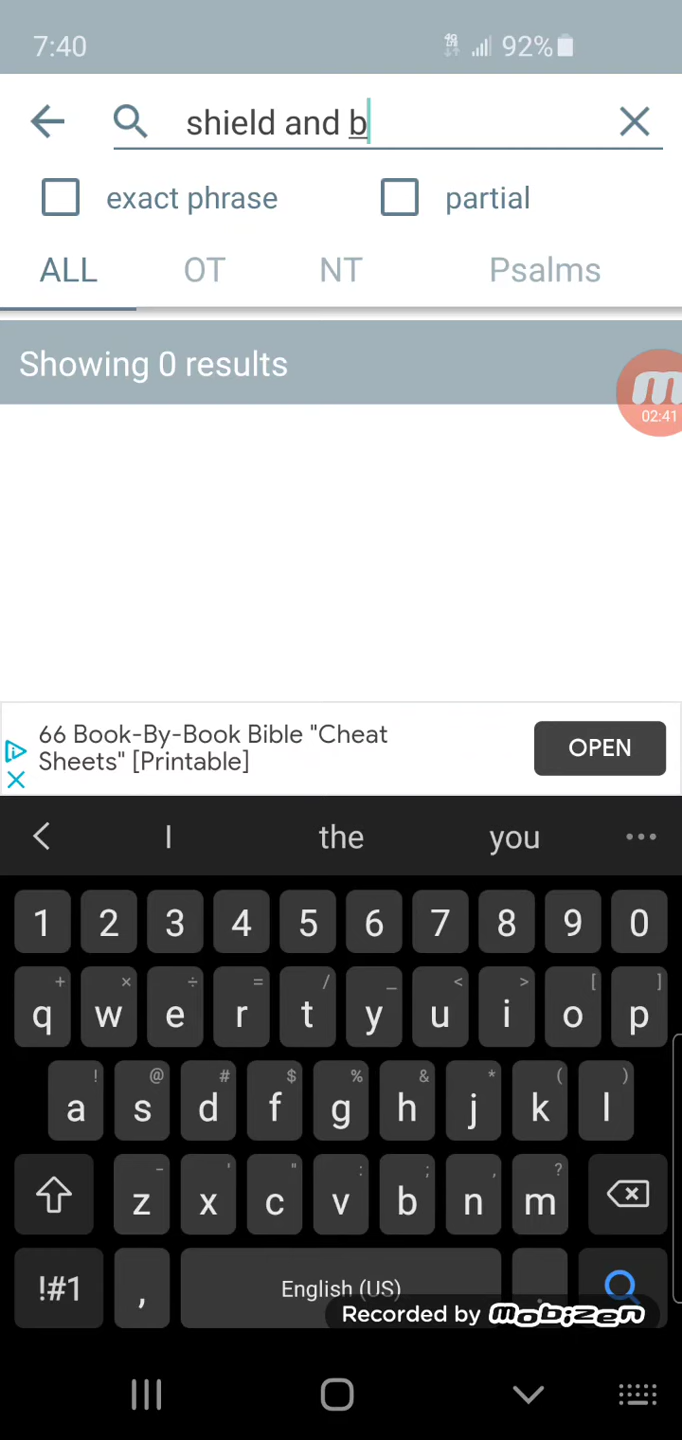 7:40 92%
shield and b
exact phrase partial
ALL OT NT Psalms
Showing 0 results
02:41
66 Book-By-Book Bible "Cheat
Sheets" [Printable]
OPEN
I the you
1 2 3 4 5 6 7 8 9 0
+ × ÷ = / _ < > [ ]
q w e r t y u i o p
! @ # $ % & * ( )
a s d f g h j k l
- ' " : ; , ?
z x c v b n m
!#1 , English (US) .
Recorded by mobizen